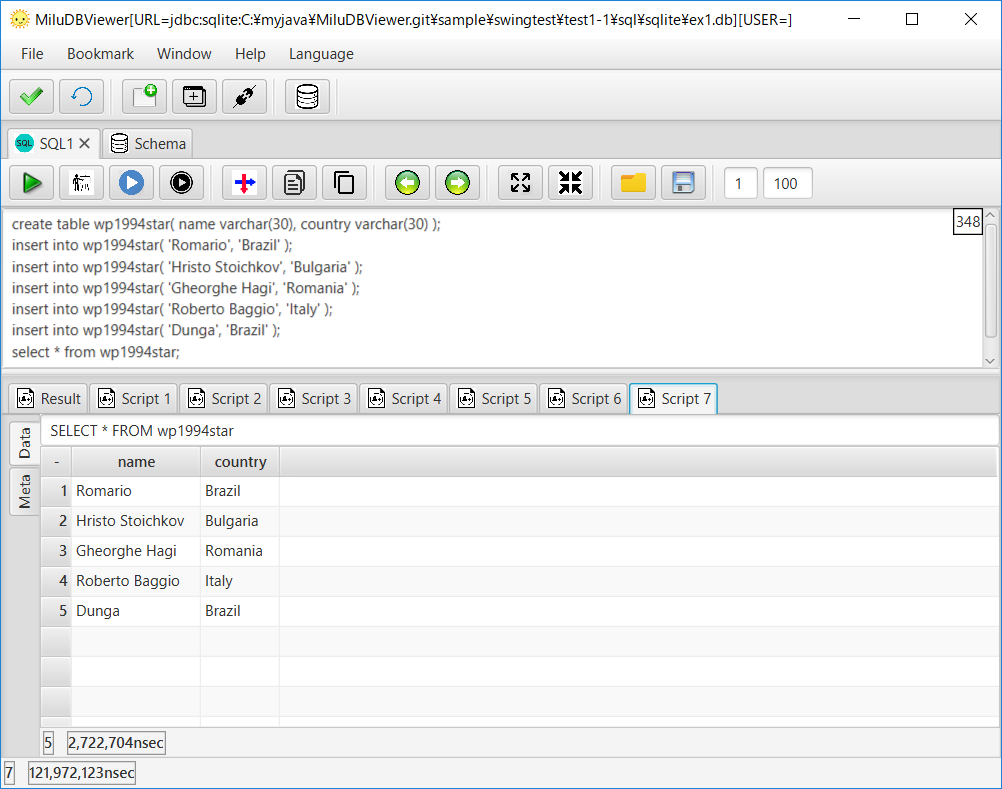 MiluDBViewer[URL=jdbc:sqlite:C:¥myjava¥MiluDBViewer.git¥sample¥swingtest¥test1-1¥sql¥sqlite¥ex1.db][USER=]
File Bookmark Window Help Language
SQL SQL1 Schema
1 100
create table wp1994star( name varchar(30), country varchar(30) );
348
insert into wp1994star( 'Romario', 'Brazil' );
insert into wp1994star( 'Hristo Stoichkov', 'Bulgaria' );
insert into wp1994star( 'Gheorghe Hagi', 'Romania' );
insert into wp1994star( 'Roberto Baggio', 'Italy' );
insert into wp1994star( 'Dunga', 'Brazil' );
select * from wp1994star;
Result Script 1 Script 2 Script 3 Script 4 Script 5 Script 6 Script 7
Data
Meta
SELECT * FROM wp1994star
- name country
1 Romario Brazil
2 Hristo Stoichkov Bulgaria
3 Gheorghe Hagi Romania
4 Roberto Baggio Italy
5 Dunga Brazil
5 2,722,704nsec
7 121,972,123nsec